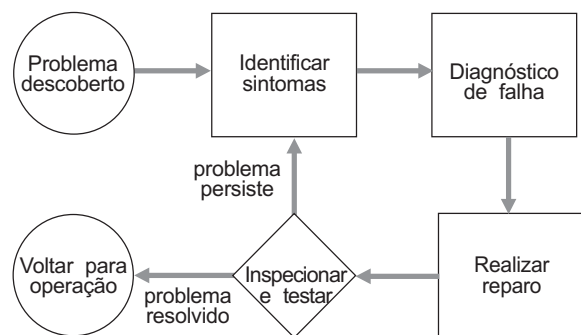 Problema
descoberto
Identificar
sintomas
Diagnóstico
de falha
problema
persiste
Voltar para
operação
problema
resolvido
Inspecionar
e testar
Realizar
reparo